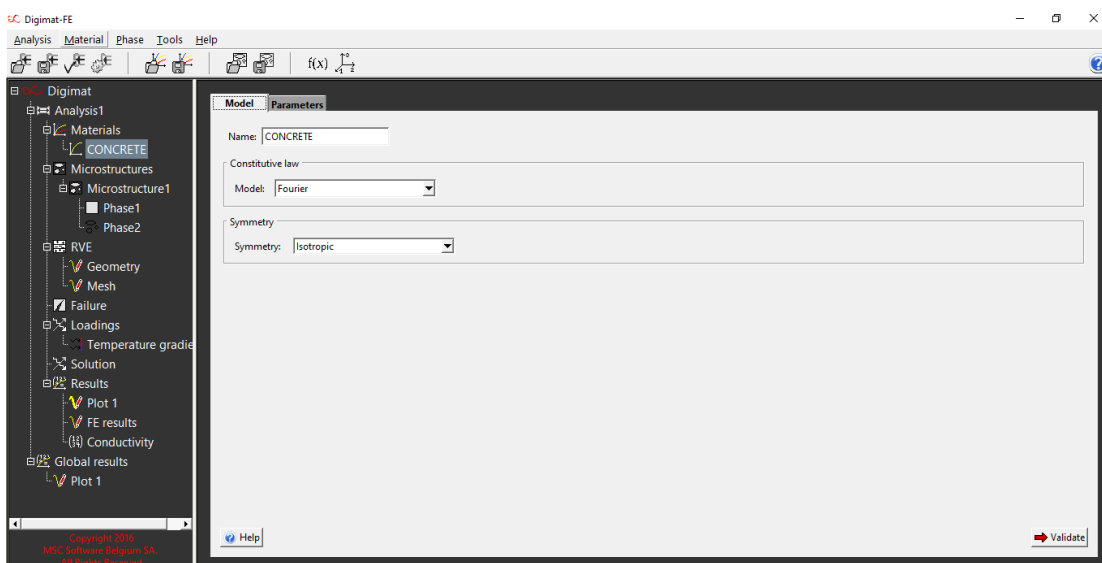 Digimat-FE
Analysis Material Phase Tools Help
f(x)
Digimat
Analysis1
Materials
CONCRETE
Microstructures
Microstructure1
Phase1
Phase2
RVE
Geometry
Mesh
Failure
Loadings
Temperature gradie
Solution
Results
Plot 1
FE results
Conductivity
Global results
Plot 1
Copyright 2016
MSC Software Belgium SA.
Model Parameters
Name: CONCRETE
Constitutive law
Model: Fourier
Symmetry
Symmetry: Isotropic
Help
Validate